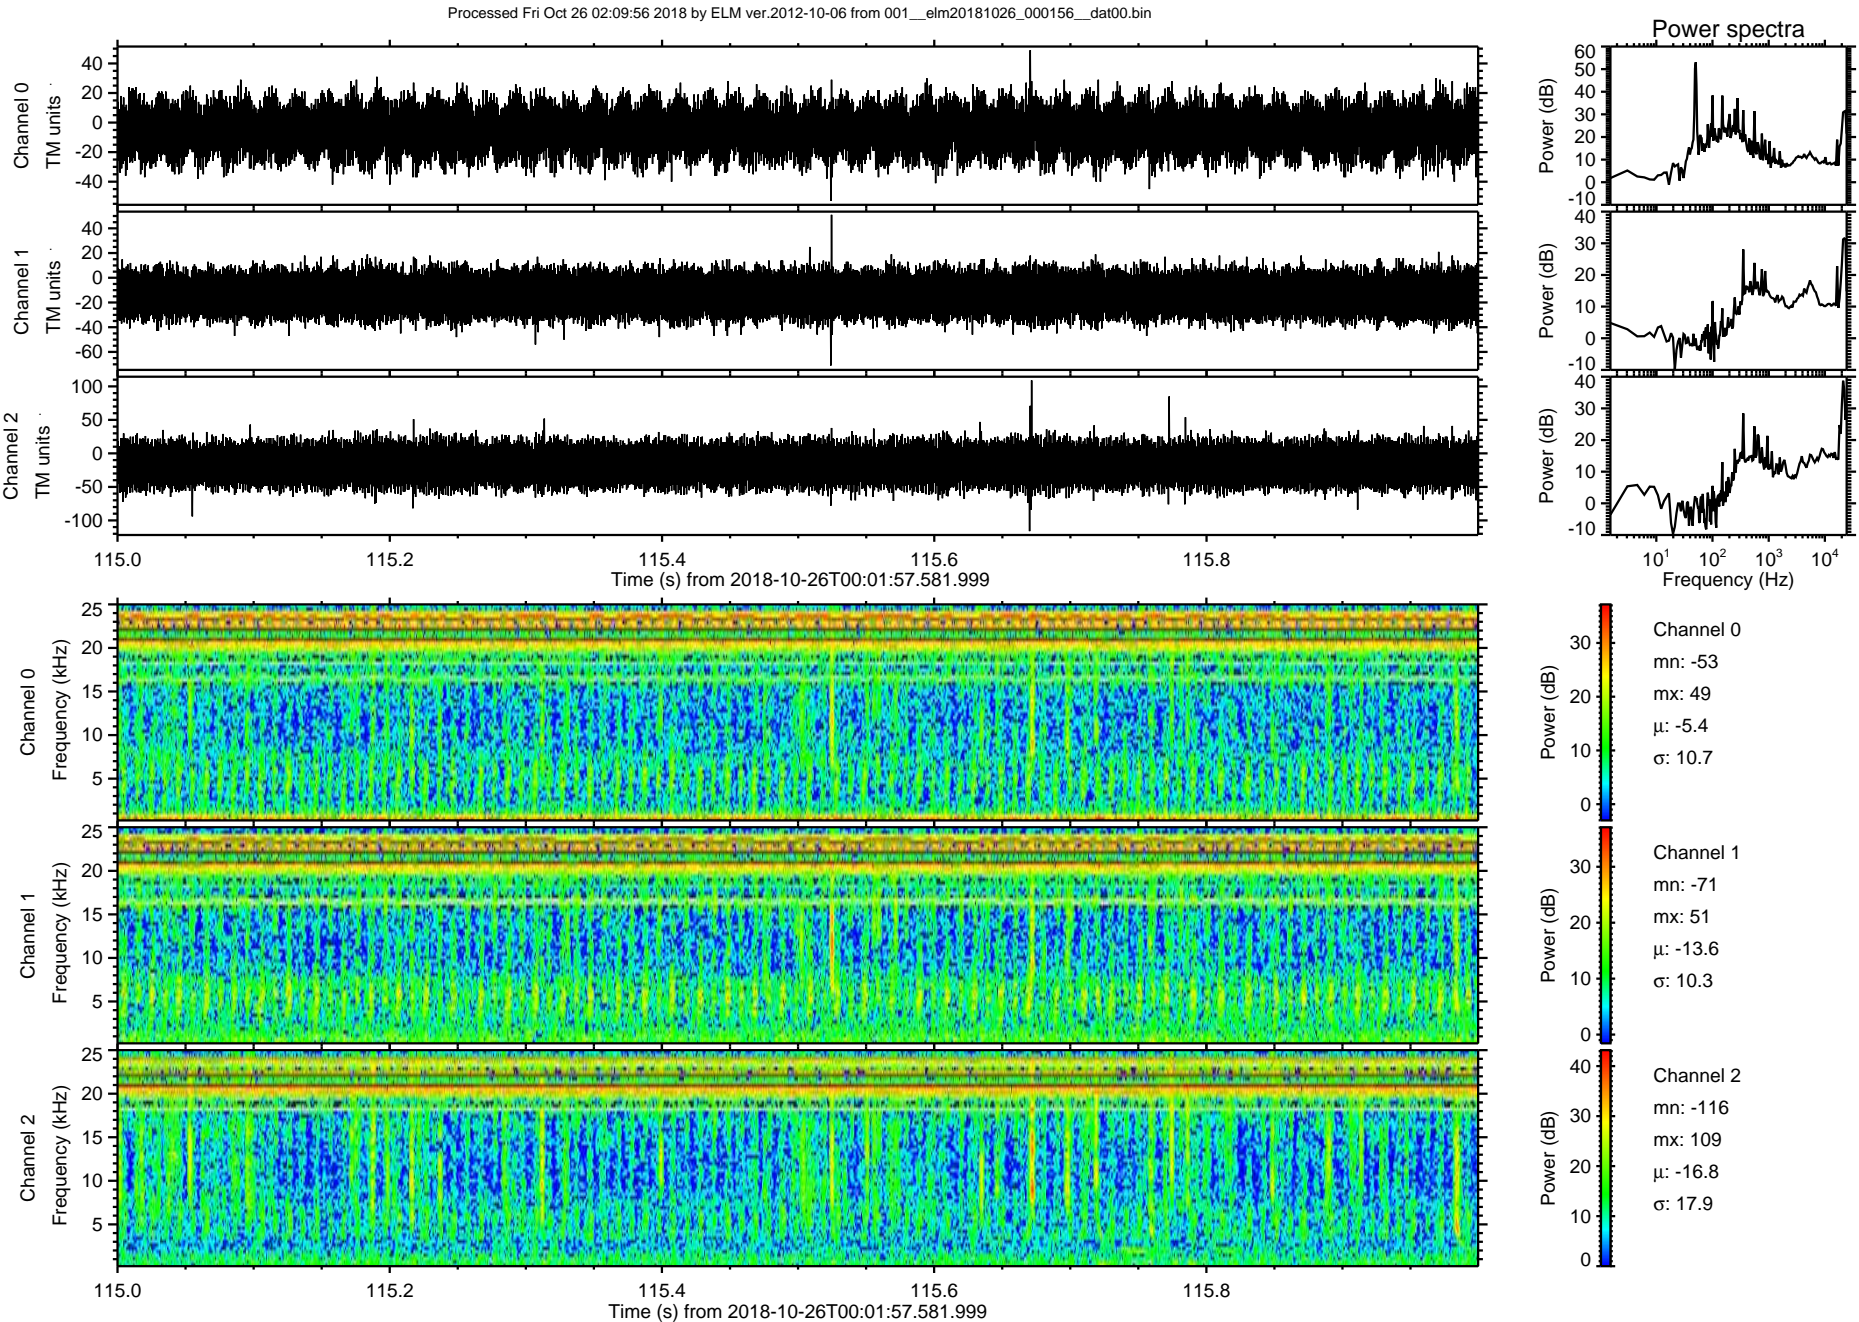 Processed Fri Oct 26 02:09:56 2018 by ELM ver.2012-10-06 from 001__elm20181026_000156__dat00.bin
Power spectra
Channel 0
TM units
40
20
0
-20
-40
Power (dB)
60
50
40
30
20
10
0
-10
Channel 1
TM units
40
20
0
-20
-40
-60
Power (dB)
40
30
20
10
0
-10
Channel 2
TM units
100
50
0
-50
-100
Power (dB)
40
30
20
10
0
-10
115.0 115.2 115.4 115.6 115.8
Time (s) from 2018-10-26T00:01:57.581.999
10¹ 10² 10³ 10⁴
Frequency (Hz)
Channel 0
Frequency (kHz)
25
20
15
10
5
Power (dB)
30
20
10
0
Channel 0
mn: -53
mx: 49
µ: -5.4
σ: 10.7
Channel 1
Frequency (kHz)
25
20
15
10
5
Power (dB)
30
20
10
0
Channel 1
mn: -71
mx: 51
µ: -13.6
σ: 10.3
Channel 2
Frequency (kHz)
25
20
15
10
5
Power (dB)
40
30
20
10
0
Channel 2
mn: -116
mx: 109
µ: -16.8
σ: 17.9
115.0 115.2 115.4 115.6 115.8
Time (s) from 2018-10-26T00:01:57.581.999